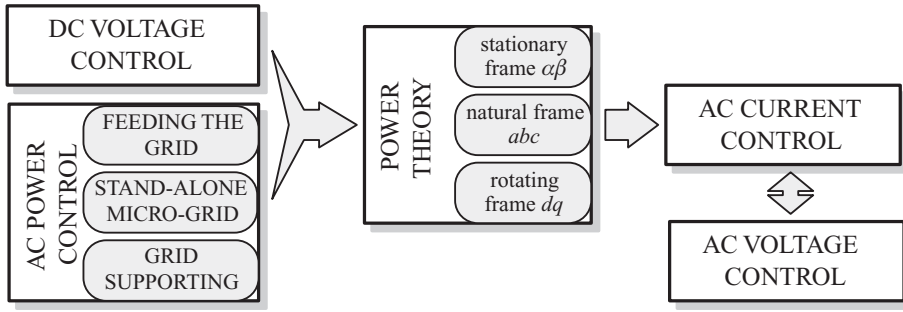 DC VOLTAGE
CONTROL
AC POWER
CONTROL
FEEDING THE
GRID
STAND-ALONE
MICRO-GRID
GRID
SUPPORTING
POWER
THEORY
stationary
frame αβ
natural frame
abc
rotating
frame dq
AC CURRENT
CONTROL
AC VOLTAGE
CONTROL